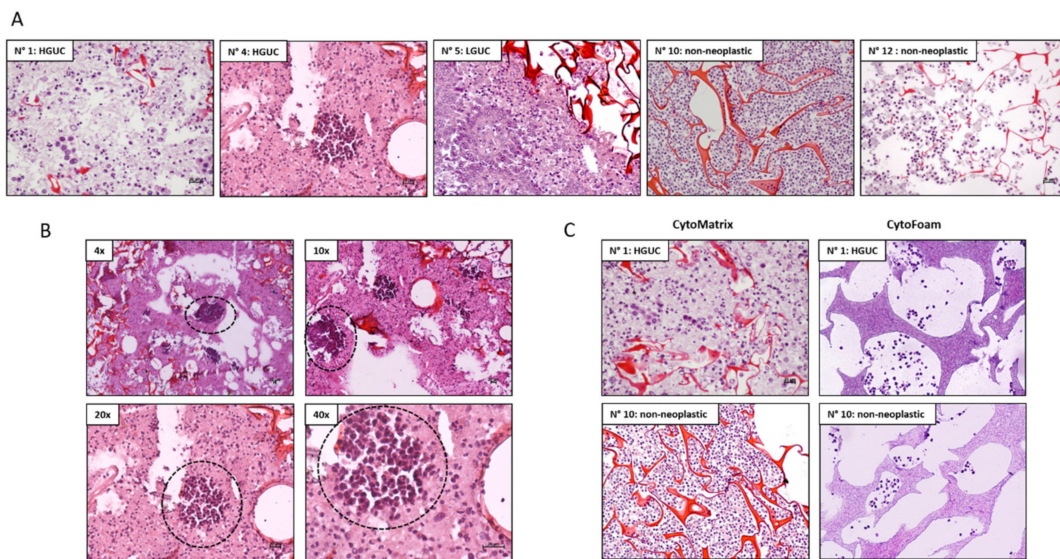 A
N° 1: HGUC
N° 4: HGUC
N° 5: LGUC
N° 10: non-neoplastic
N° 12 : non-neoplastic
B
4x
10x
20x
40x
C
CytoMatrix
CytoFoam
N° 1: HGUC
N° 1: HGUC
N° 10: non-neoplastic
N° 10: non-neoplastic